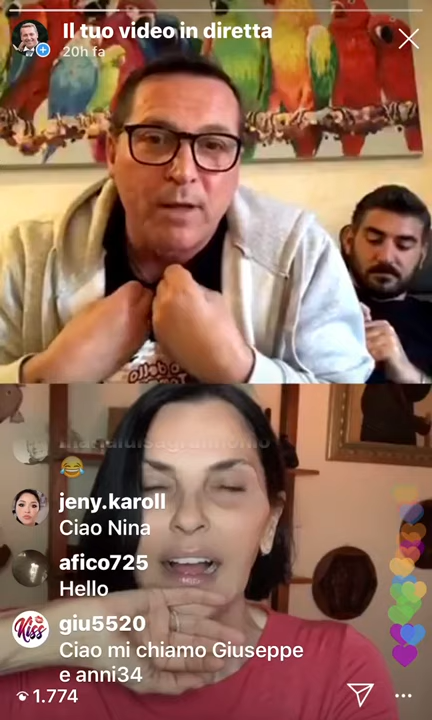 Il tuo video in diretta
20h fa
jeny.karoll
Ciao Nina
afico725
Hello
Kiss
giu5520
Ciao mi chiamo Giuseppe
e anni34
1.774